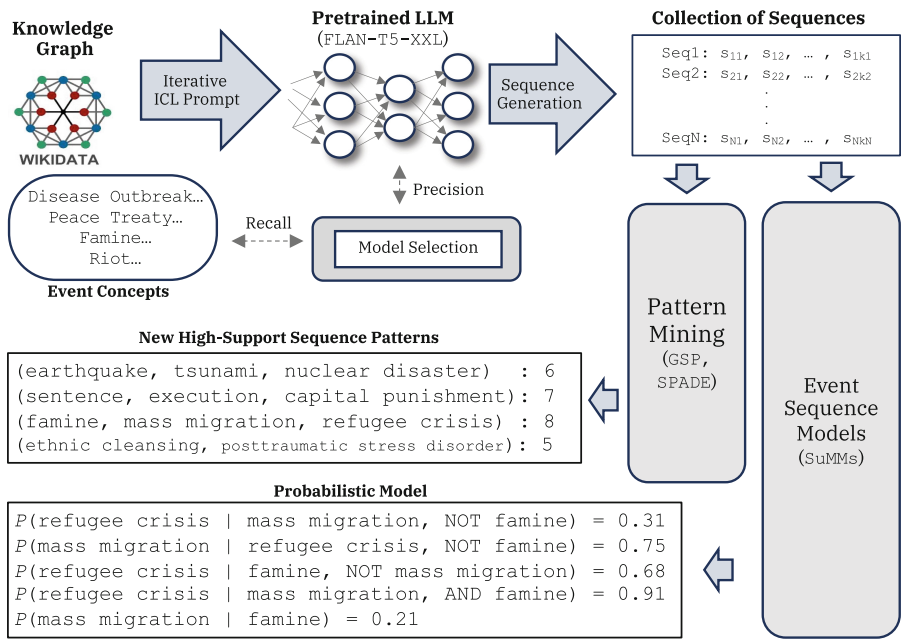 Knowledge
Graph
WIKIDATA
Iterative
ICL Prompt
Pretrained LLM
(FLAN-T5-XXL)
Sequence
Generation
Collection of Sequences
Seq1: s11, s12, … , s1k1
Seq2: s21, s22, … , s2k2
.
.
SeqN: sN1, sN2, … , sNkN
Disease Outbreak…
Peace Treaty…
Famine…
Riot…
Event Concepts
Recall
Precision
Model Selection
Pattern
Mining
(GSP,
SPADE)
Event
Sequence
Models
(SuMMs)
New High-Support Sequence Patterns
(earthquake, tsunami, nuclear disaster) : 6
(sentence, execution, capital punishment): 7
(famine, mass migration, refugee crisis) : 8
(ethnic cleansing, posttraumatic stress disorder): 5
Probabilistic Model
P(refugee crisis | mass migration, NOT famine) = 0.31
P(mass migration | refugee crisis, NOT famine) = 0.75
P(refugee crisis | famine, NOT mass migration) = 0.68
P(refugee crisis | mass migration, AND famine) = 0.91
P(mass migration | famine) = 0.21